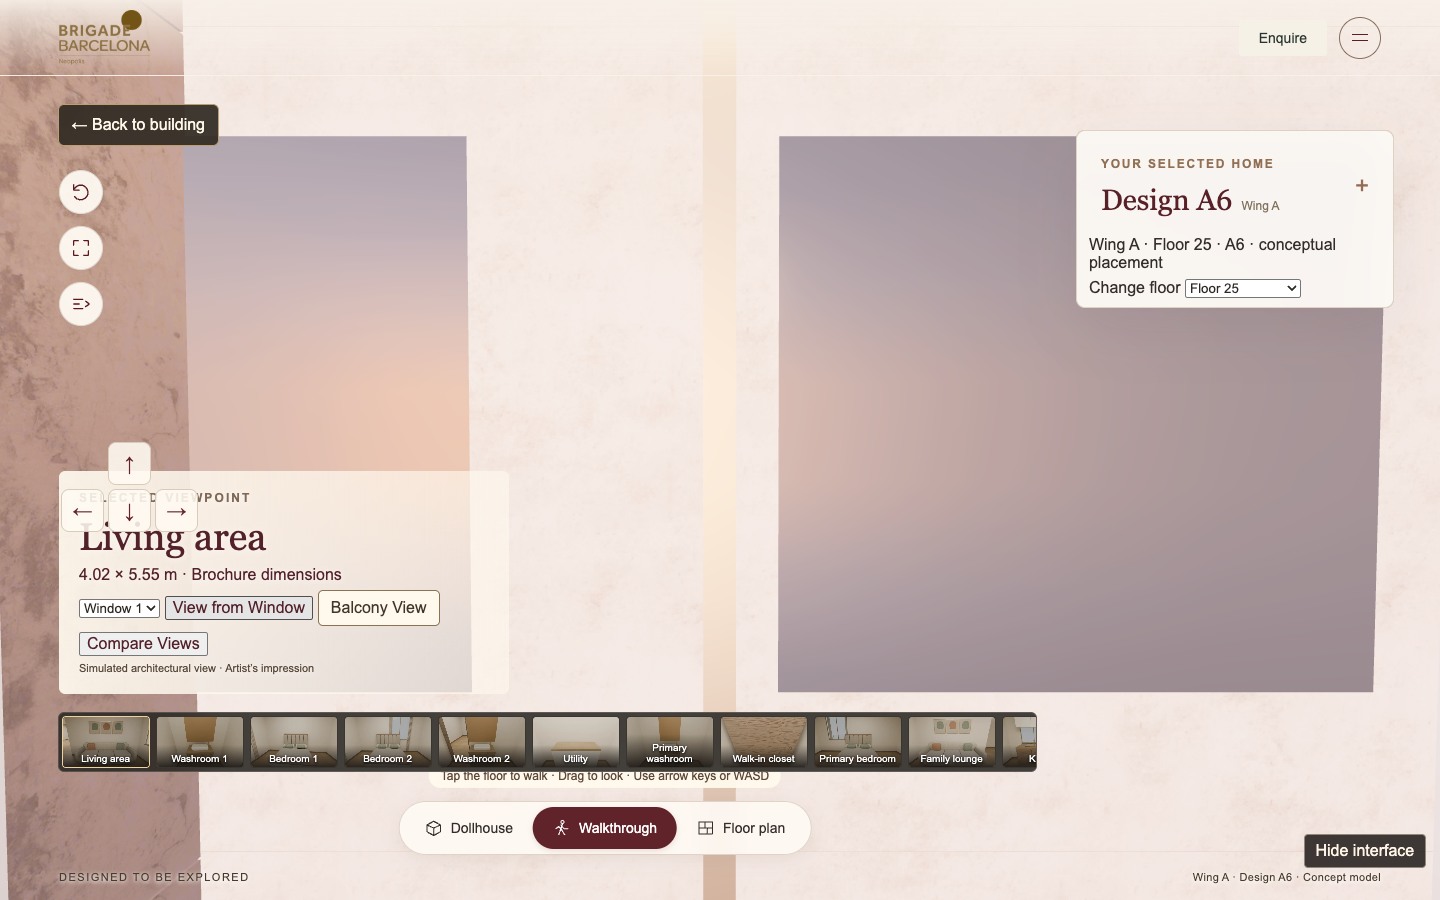 BRIGADE
BARCELONA
Neopolis
Enquire
← Back to building
YOUR SELECTED HOME
Design A6 Wing A
+
Wing A · Floor 25 · A6 · conceptual
placement
Change floor Floor 25
↑
← ↓ →
SELECTED VIEWPOINT
Living area
4.02 × 5.55 m · Brochure dimensions
Window 1 View from Window Balcony View
Compare Views
Simulated architectural view · Artist's impression
Living area
Washroom 1
Bedroom 1
Bedroom 2
Washroom 2
Utility
Primary
washroom
Walk-in closet
Primary bedroom
Family lounge
K
Tap the floor to walk · Drag to look · Use arrow keys or WASD
Dollhouse
Walkthrough
Floor plan
Hide interface
DESIGNED TO BE EXPLORED
Wing A · Design A6 · Concept model